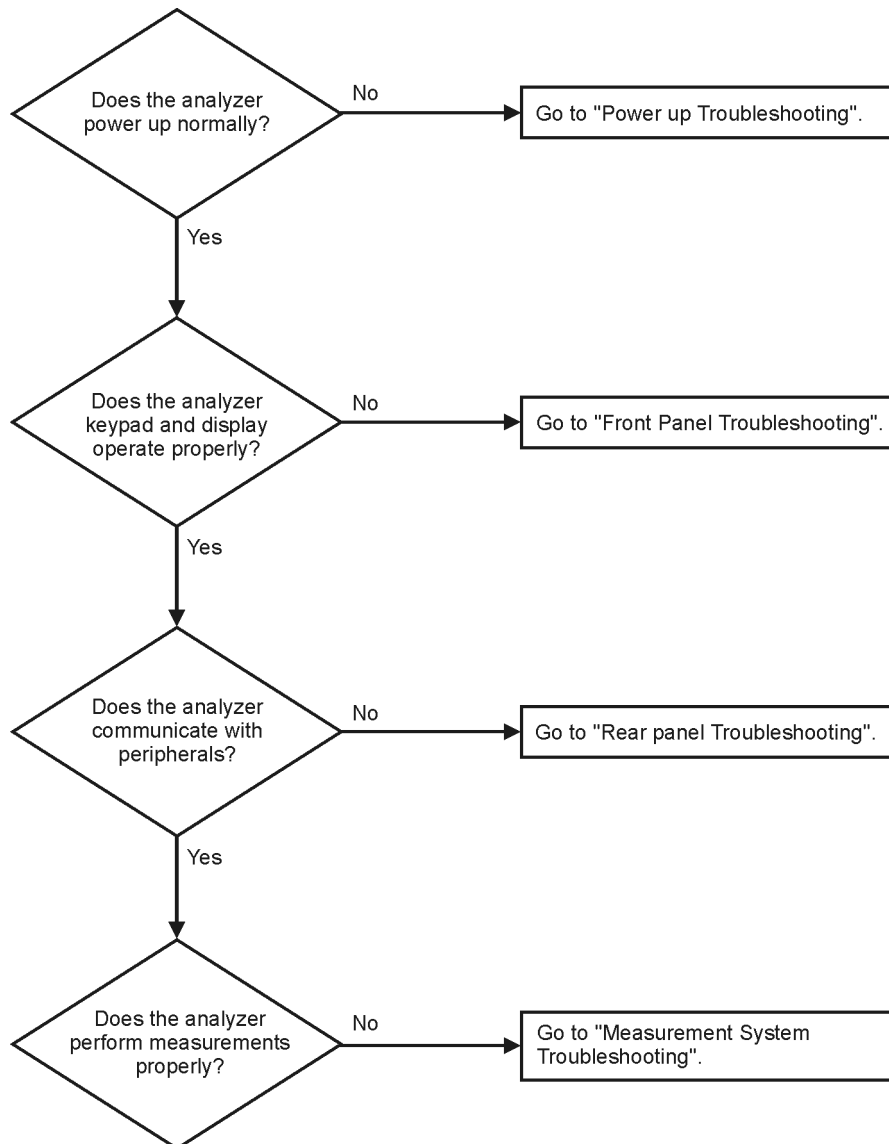 Does the analyzer
power up normally?
No
Go to "Power up Troubleshooting".
Yes
Does the analyzer
keypad and display
operate properly?
No
Go to "Front Panel Troubleshooting".
Yes
Does the analyzer
communicate with
peripherals?
No
Go to "Rear panel Troubleshooting".
Yes
Does the analyzer
perform measurements
properly?
No
Go to "Measurement System
Troubleshooting".